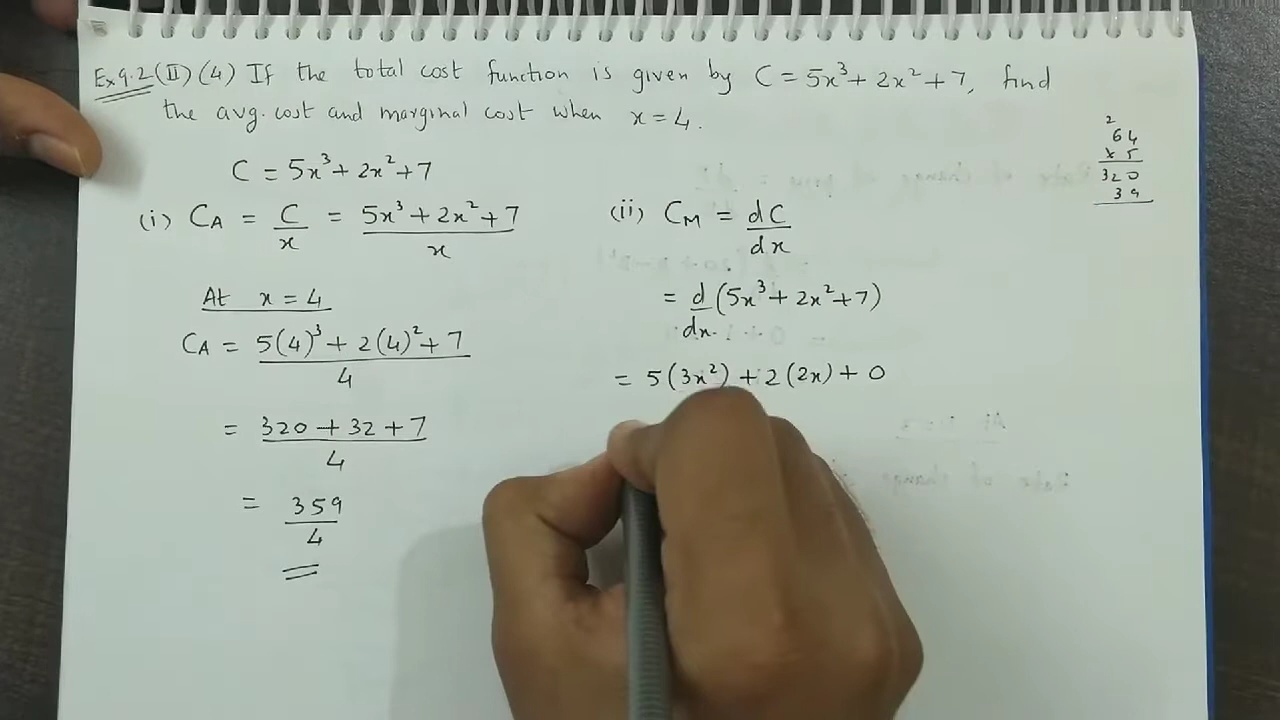 Ex 9.2 (II) (4) If the total cost function is given by C = 5x³ + 2x² + 7, find
the avg. cost and marginal cost when x = 4.
C = 5x³ + 2x² + 7
(i) CA = C/x = (5x³ + 2x² + 7)/x
At x = 4
CA = (5(4)³ + 2(4)² + 7)/4
= (320 + 32 + 7)/4
= 359/4
(ii) CM = dC/dx
= d/dx (5x³ + 2x² + 7)
= 5(3x²) + 2(2x) + 0
2
64
x 5
320
39